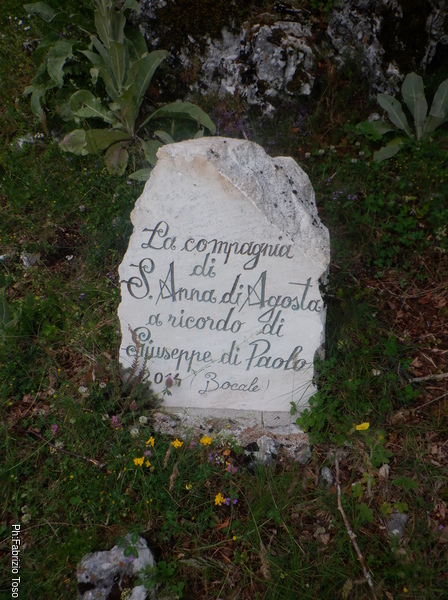 La compagnia
di
S. Anna di Agosta
a ricordo di
Giuseppe di Paolo
( Bocale )
Ph:Fabrizio Toso